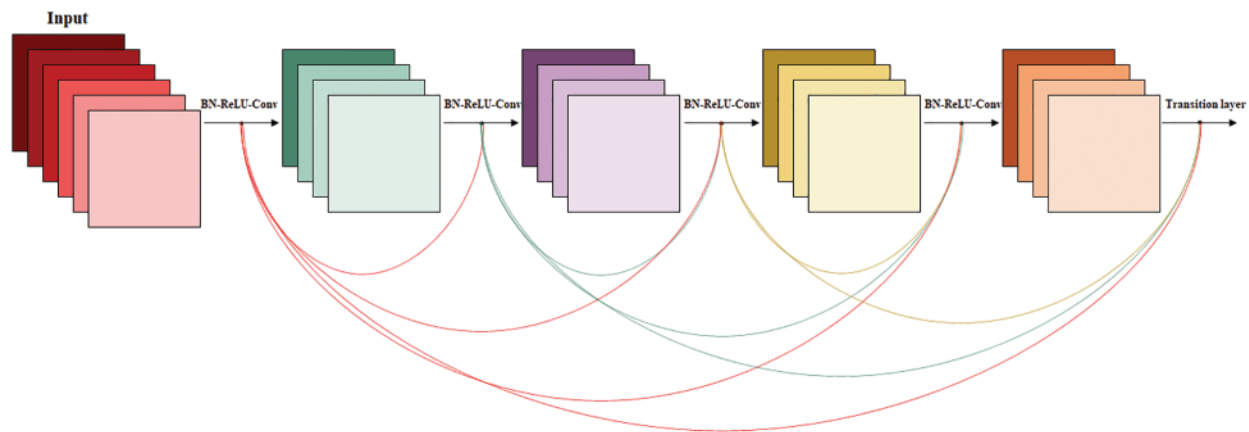 Input
BN-ReLU-Conv
BN-ReLU-Conv
BN-ReLU-Conv
BN-ReLU-Conv
Transition layer